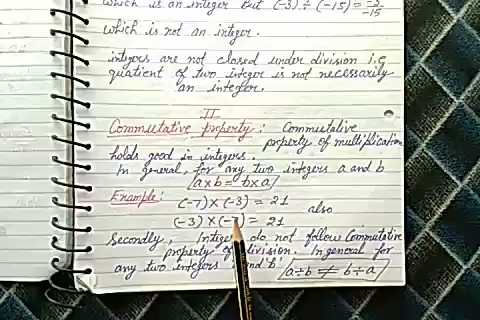 which is an integer But (-3) ÷ (-15) = -3/-15
which is not an integer.
integers are not closed under division i.e
quatient of two integer is not necessarily
an integer.
II
Commutative property: Commutative
property of multiplication
holds good in integers.
In general, for any two integers a and b
a×b = b×a
Example: (-7) × (-3) = 21
also
(-3) × (-7) = 21
Secondly, Integers do not follow Commutative
property of division. In general for
any two integers a and b a÷b ≠ b÷a